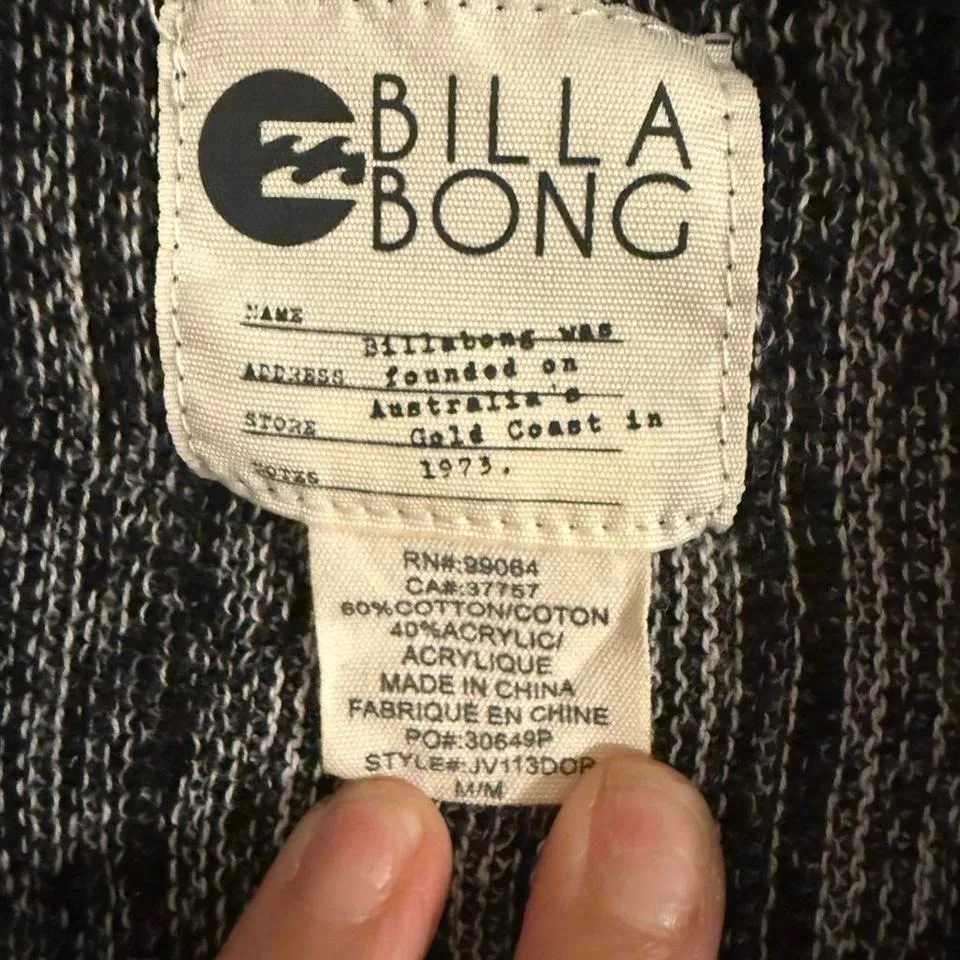 BILLA
BONG
NAME
Billabong was
ADDRESS founded on
Australia's
STORE Gold Coast in
NOTES 1973.
RN#:99064
CA#:37757
60%COTTON/COTON
40%ACRYLIC/
ACRYLIQUE
MADE IN CHINA
FABRIQUE EN CHINE
PO#:30649P
STYLE#:JV113DOP
M/M